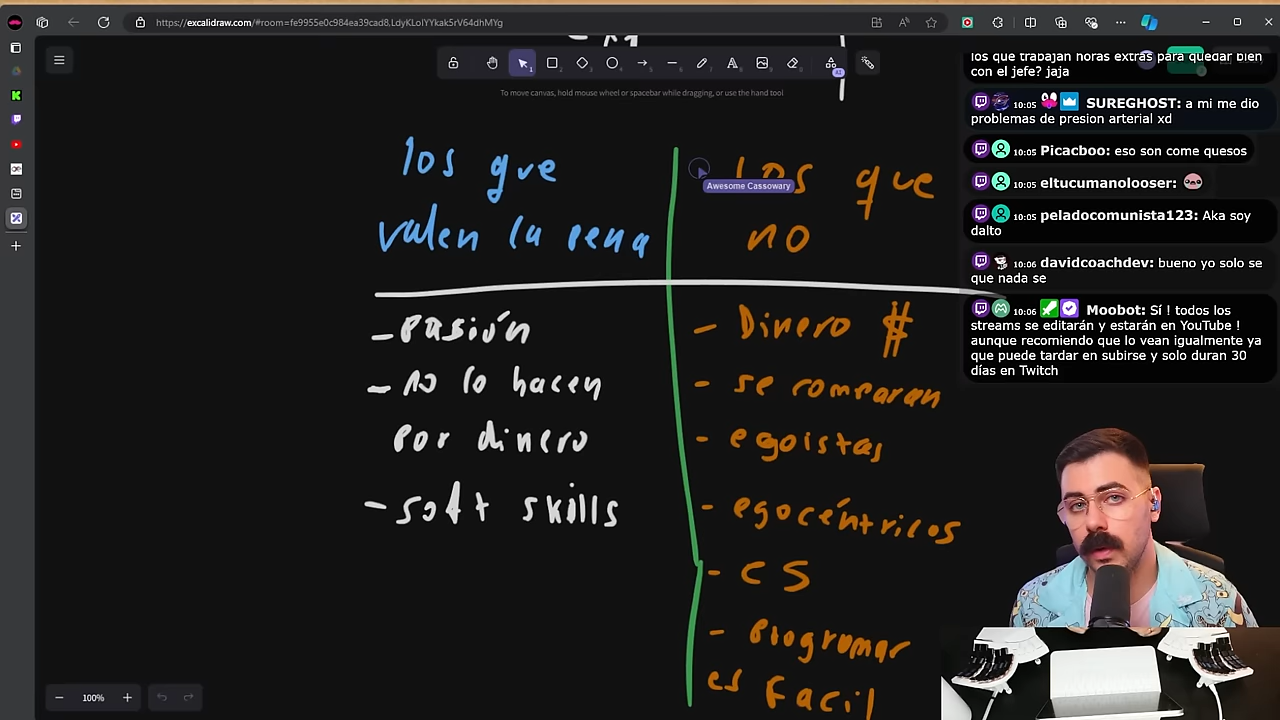 https://excalidraw.com/#room=fe9955e0c984ea39cad8.LdyKLoIYYkak5rV64dhMYg
To move canvas, hold mouse wheel or spacebar while dragging, or use the hand tool
los que
valen la pena
Los que
no
Awesome Cassowary
- Pasión
- no lo hacen
por dinero
- soft skills
- Dinero $
- se comparan
- egoistas
- egocéntricos
- CS
- Programar
es facil
los que trabajan horas extras para quedar bien
con el jefe? jaja
10:05 SUREGHOST: a mi me dio
problemas de presion arterial xd
10:05 Picacboo: eso son come quesos
10:05 eltucumanolooser:
10:05 peladocomunista123: Aka soy
dalto
10:06 davidcoachdev: bueno yo solo se
que nada se
10:06 Moobot: Sí ! todos los
streams se editarán y estarán en YouTube !
aunque recomiendo que lo vean igualmente ya
que puede tardar en subirse y solo duran 30
días en Twitch
100%